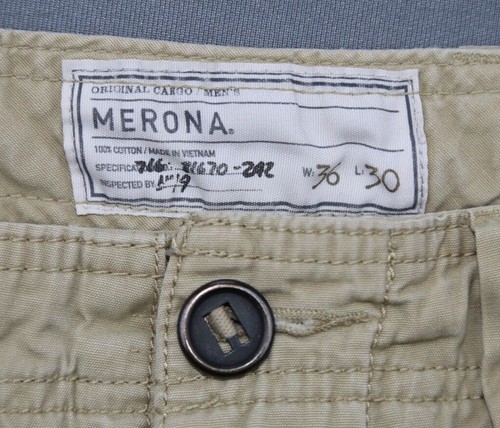 ORIGINAL CARGO / MEN'S
MERONA®
100% COTTON / MADE IN VIETNAM
W: 36 L: 30
INSPECTED BY